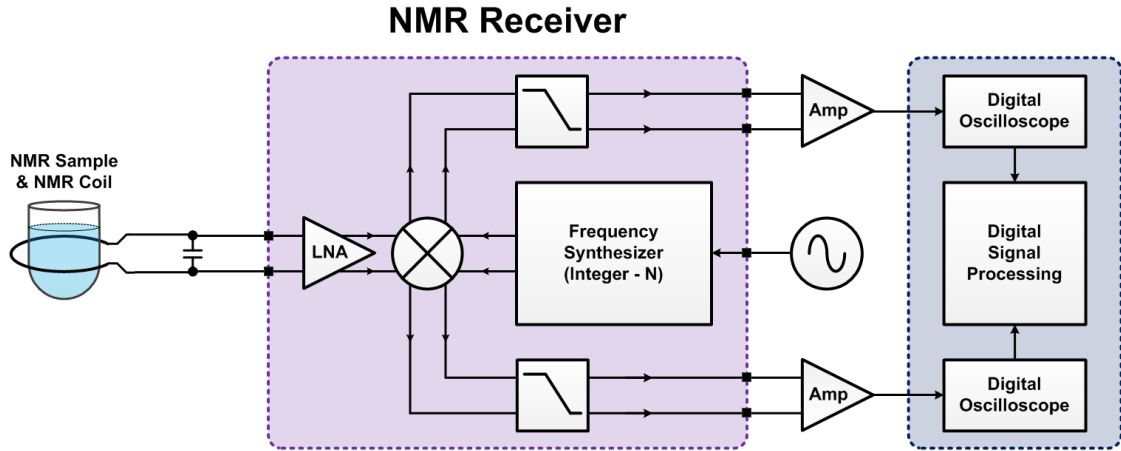 NMR Receiver
NMR Sample
& NMR Coil
LNA
Frequency
Synthesizer
(Integer - N)
Amp
Amp
Digital
Oscilloscope
Digital
Signal
Processing
Digital
Oscilloscope